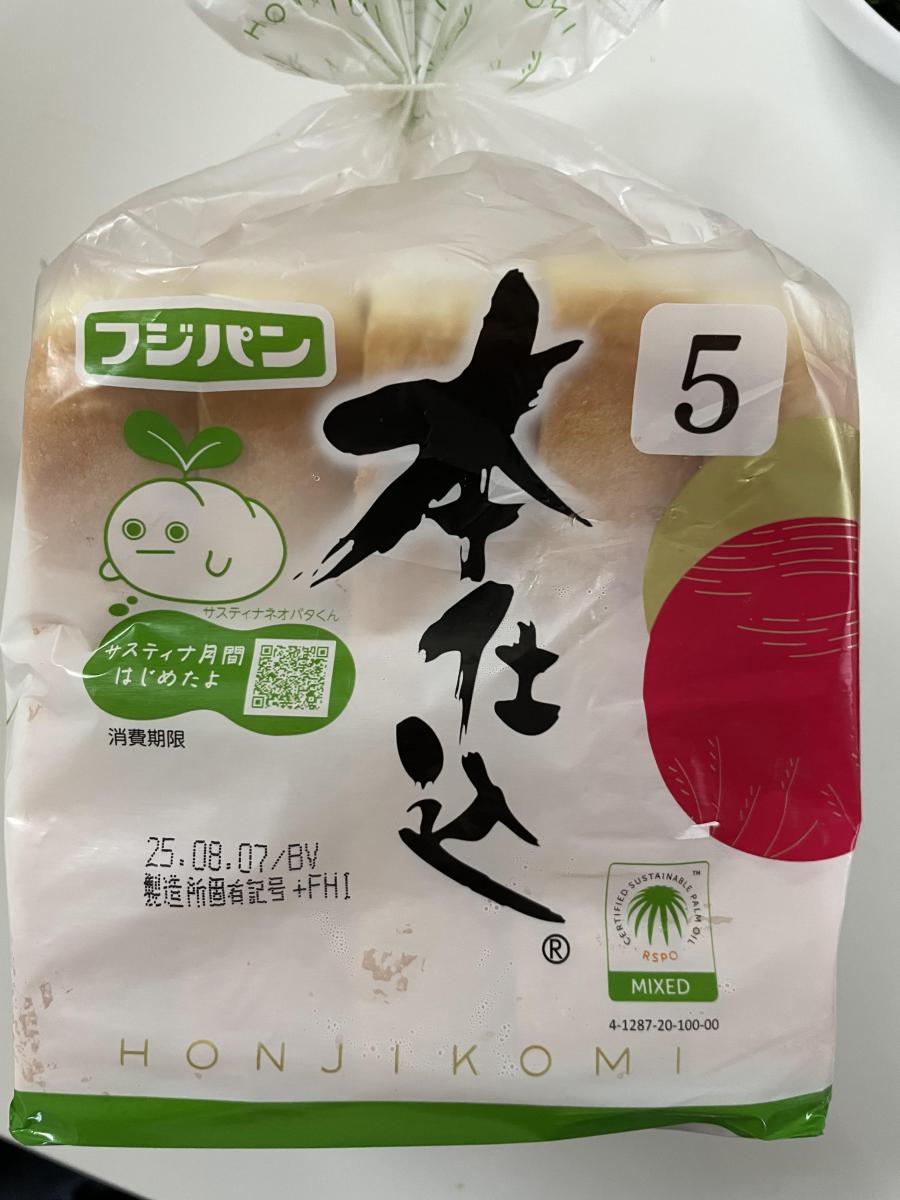 フジパン
本仕込
®
5
サスティナネオバタくん
サスティナ月間
はじめたよ
消費期限
25.08.07/BV
製造所固有記号 +FHI
CERTIFIED SUSTAINABLE PALM OIL
TM
RSPO
MIXED
4-1287-20-100-00
HONJIKOMI